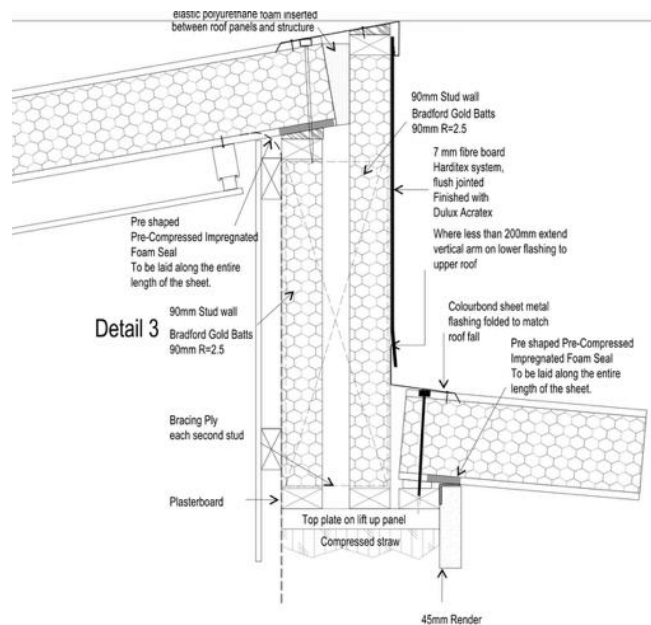 elastic polyurethane foam inserted
between roof panels and structure
90mm Stud wall
Bradford Gold Batts
90mm R=2.5
7 mm fibre board
Harditex system,
flush jointed
Finished with
Dulux Acratex
Where less than 200mm extend
vertical arm on lower flashing to
upper roof
Pre shaped
Pre-Compressed Impregnated
Foam Seal
To be laid along the entire
length of the sheet.
Detail 3
90mm Stud wall
Bradford Gold Batts
90mm R=2.5
Colourbond sheet metal
flashing folded to match
roof fall
Pre shaped Pre-Compressed
Impregnated Foam Seal
To be laid along the entire
length of the sheet.
Bracing Ply
each second stud
Plasterboard
Top plate on lift up panel
Compressed straw
45mm Render